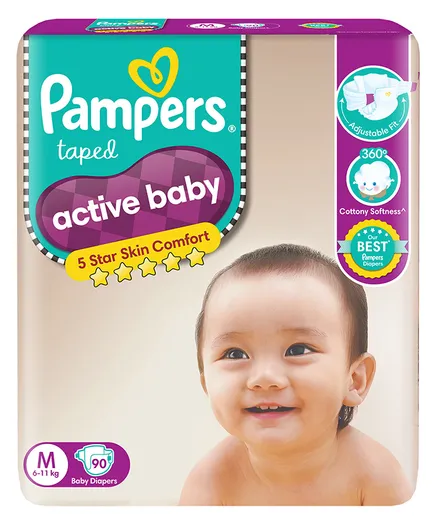 Pampers®
taped
active baby
5 Star Skin Comfort
Adjustable Fit
360°
Cottony Softness^
Our
BEST*
Pampers
Diapers
M
6-11 kg
90
Baby Diapers